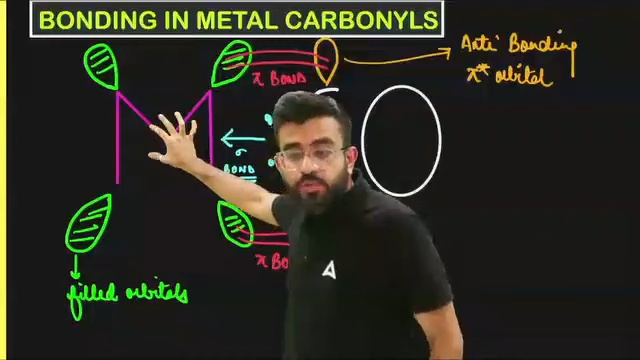 BONDING IN METAL CARBONYLS
Anti Bonding
π* orbital
π BOND
M
σ
BOND
π Bo
filled orbitals